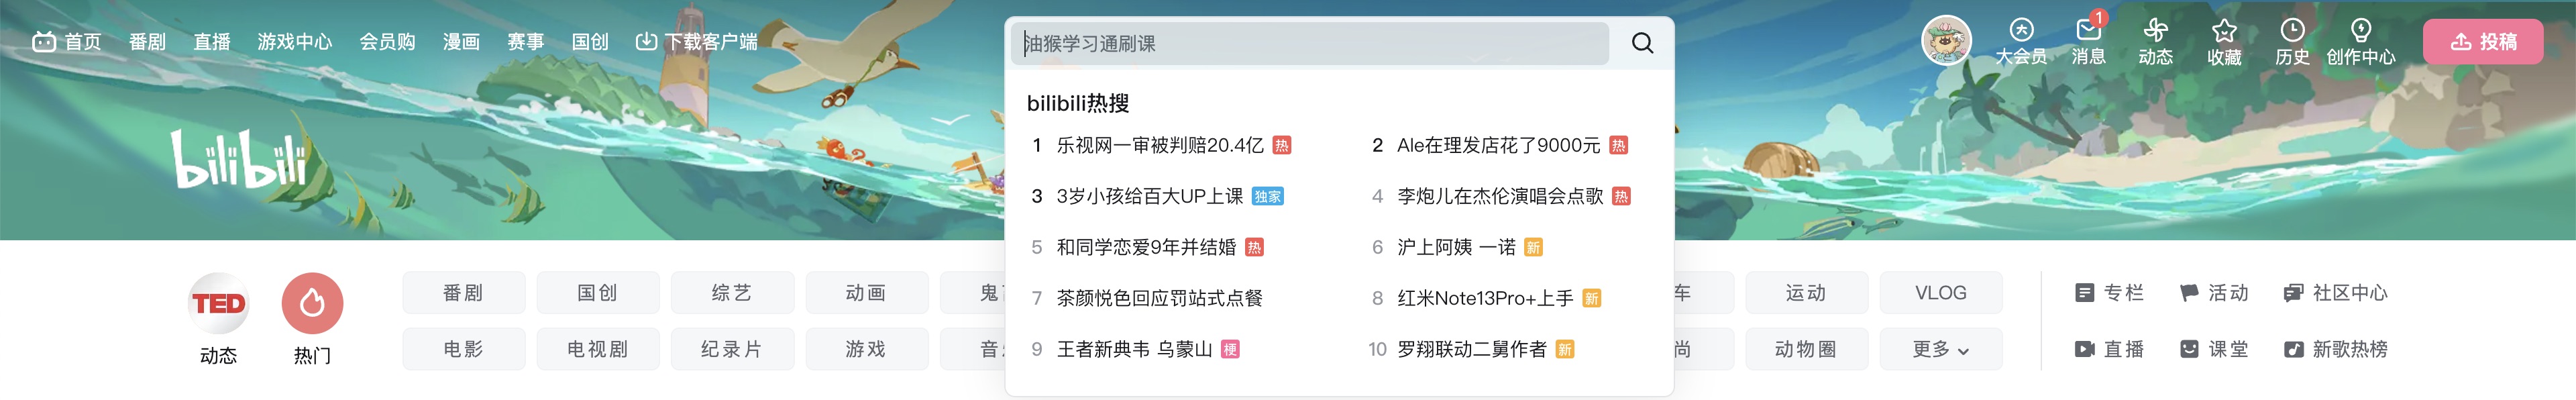 首页 番剧 直播 游戏中心 会员购 漫画 赛事 国创 下载客户端
油猴学习通刷课
大会员 1 消息 动态 收藏 历史 创作中心 投稿
bilibili
bilibili热搜
1 乐视网一审被判赔20.4亿 热
2 Ale在理发店花了9000元 热
3 3岁小孩给百大UP上课 独家
4 李炮儿在杰伦演唱会点歌 热
5 和同学恋爱9年并结婚 热
6 沪上阿姨 一诺 新
7 茶颜悦色回应罚站式点餐
8 红米Note13Pro+上手 新
9 王者新典韦 乌蒙山 梗
10 罗翔联动二舅作者 新
TED
动态 热门
番剧 国创 综艺 动画 鬼 车 运动 VLOG
电影 电视剧 纪录片 游戏 音 尚 动物圈 更多
专栏 活动 社区中心
直播 课堂 新歌热榜